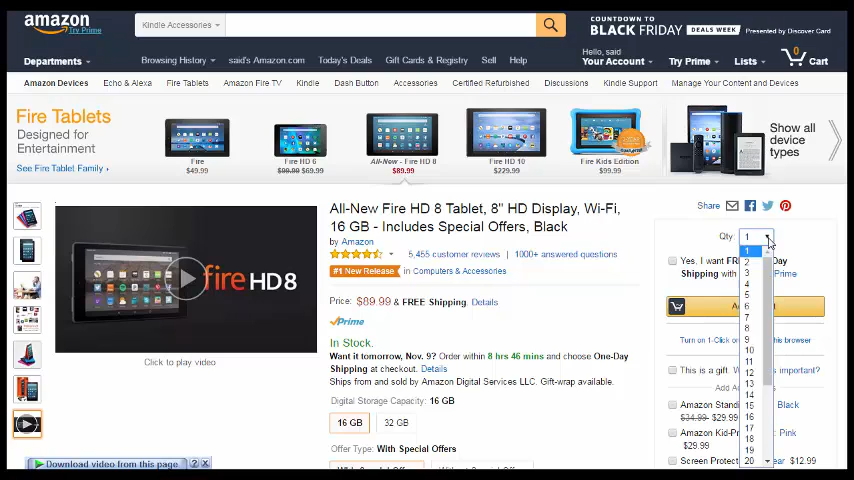 amazon
Try Prime
Kindle Accessories
COUNTDOWN TO
BLACK FRIDAY
DEALS WEEK
Presented by Discover Card
Departments
Browsing History
said's Amazon.com
Today's Deals
Gift Cards & Registry
Sell
Help
Hello, said
Your Account
Try Prime
Lists
0
Cart
Amazon Devices
Echo & Alexa
Fire Tablets
Amazon Fire TV
Kindle
Dash Button
Accessories
Certified Refurbished
Discussions
Kindle Support
Manage Your Content and Devices
Fire Tablets
Designed for
Entertainment
See Fire Tablet Family ›
Fire
$49.99
Fire HD 6
$99.99 $69.99
All-New - Fire HD 8
$89.99
Fire HD 10
$229.99
Fire Kids Edition
$99.99
Show all
device
types
fire HD8
Click to play video
All-New Fire HD 8 Tablet, 8" HD Display, Wi-Fi,
16 GB - Includes Special Offers, Black
by Amazon
5,455 customer reviews | 1000+ answered questions
#1 New Release in Computers & Accessories
Price: $89.99 & FREE Shipping. Details
Prime
In Stock.
Want it tomorrow, Nov. 9? Order within 8 hrs 46 mins and choose One-Day
Shipping at checkout. Details
Ships from and sold by Amazon Digital Services LLC. Gift-wrap available.
Digital Storage Capacity: 16 GB
16 GB
32 GB
Offer Type: With Special Offers
Share
Qty: 1
1
2
3
4
5
6
7
8
9
10
11
12
13
14
15
16
17
18
19
20
Yes, I want
Shipping with
Prime
Turn on 1-Click
browser
This is a gift.
Amazon
Black
$34.99 $29.99
Amazon
Pink
$29.99
Screen
$12.99
Download video from this page
?
X